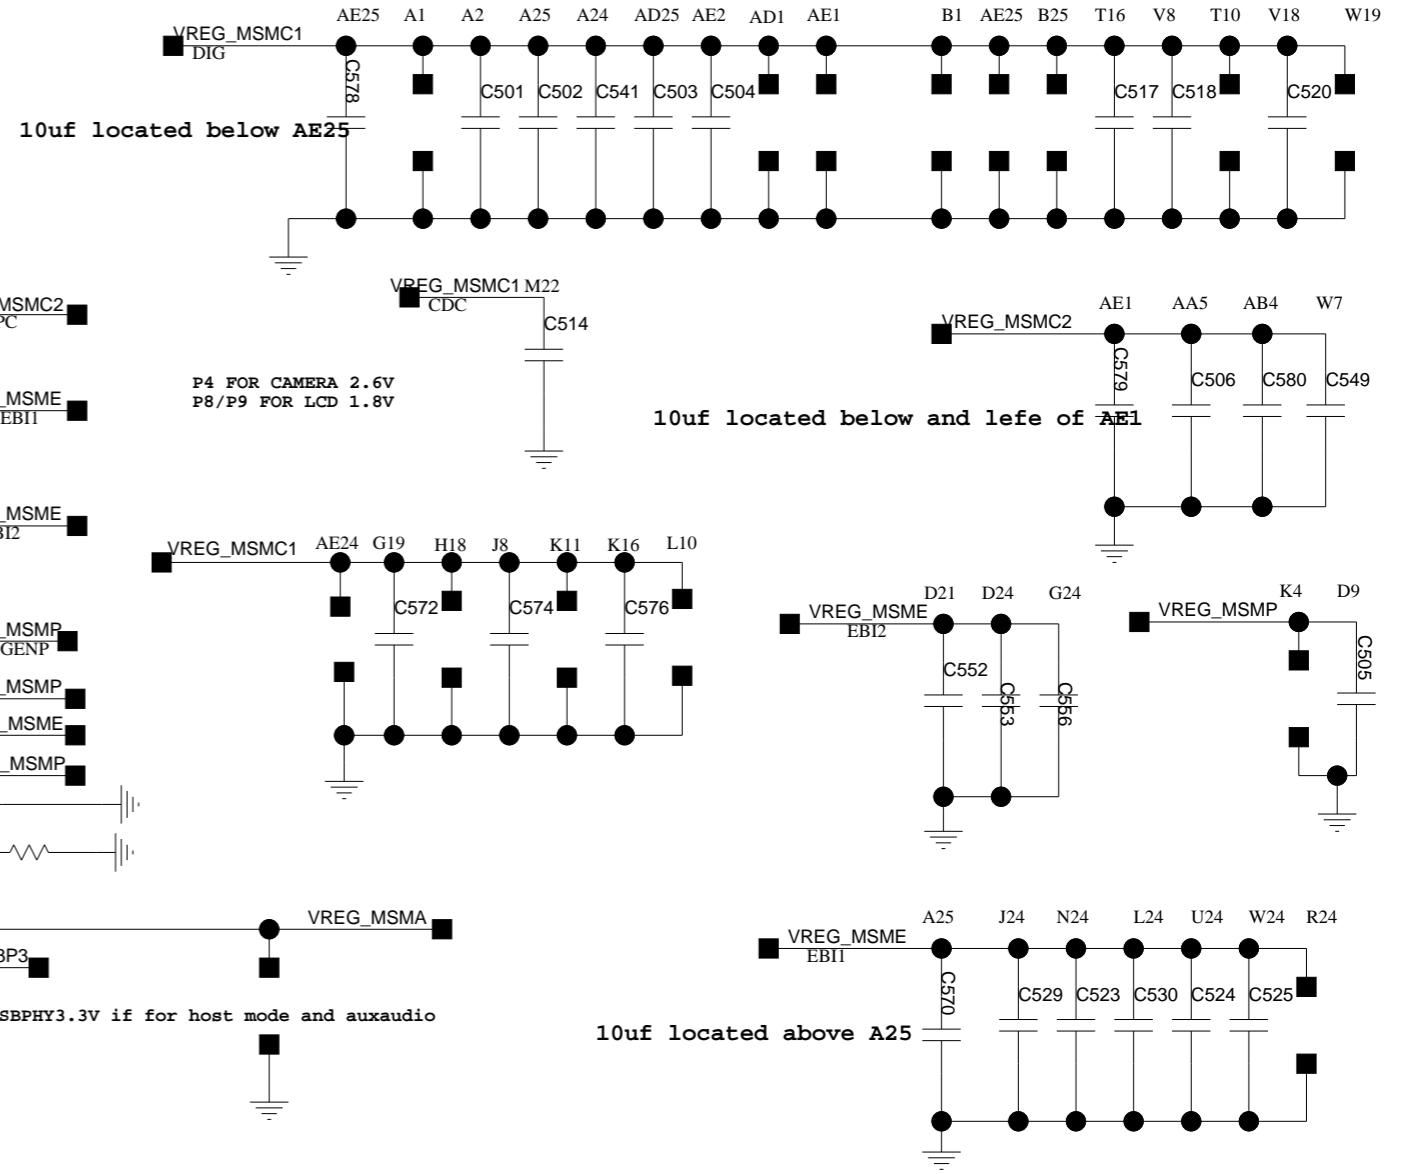 AE25 A1 A2 A25 A24 AD25 AE2 AD1 AE1 B1 AE25 B25 T16 V8 T10 V18 W19
VREG_MSMC1
DIG
C578 C501 C502 C541 C503 C504 C517 C518 C520
10uf located below AE25
VREG_MSMC1 M22
CDC
C514
MSMC2
PC
P4 FOR CAMERA 2.6V
P8/P9 FOR LCD 1.8V
AE1 AA5 AB4 W7
VREG_MSMC2
C579 C506 C580 C549
10uf located below and lefe of AE1
_MSME
EBI1
_MSME
BI2
VREG_MSMC1
AE24 G19 H18 J8 K11 K16 L10
C572 C574 C576
D21 D24 G24
VREG_MSME
EBI2
C552 C553 C556
K4 D9
VREG_MSMP
C505
_MSMP
GENP
_MSMP
_MSME
_MSMP
VREG_MSMA
BP3
SBPHY3.3V if for host mode and auxaudio
A25 J24 N24 L24 U24 W24 R24
VREG_MSME
EBI1
C570 C529 C523 C530 C524 C525
10uf located above A25